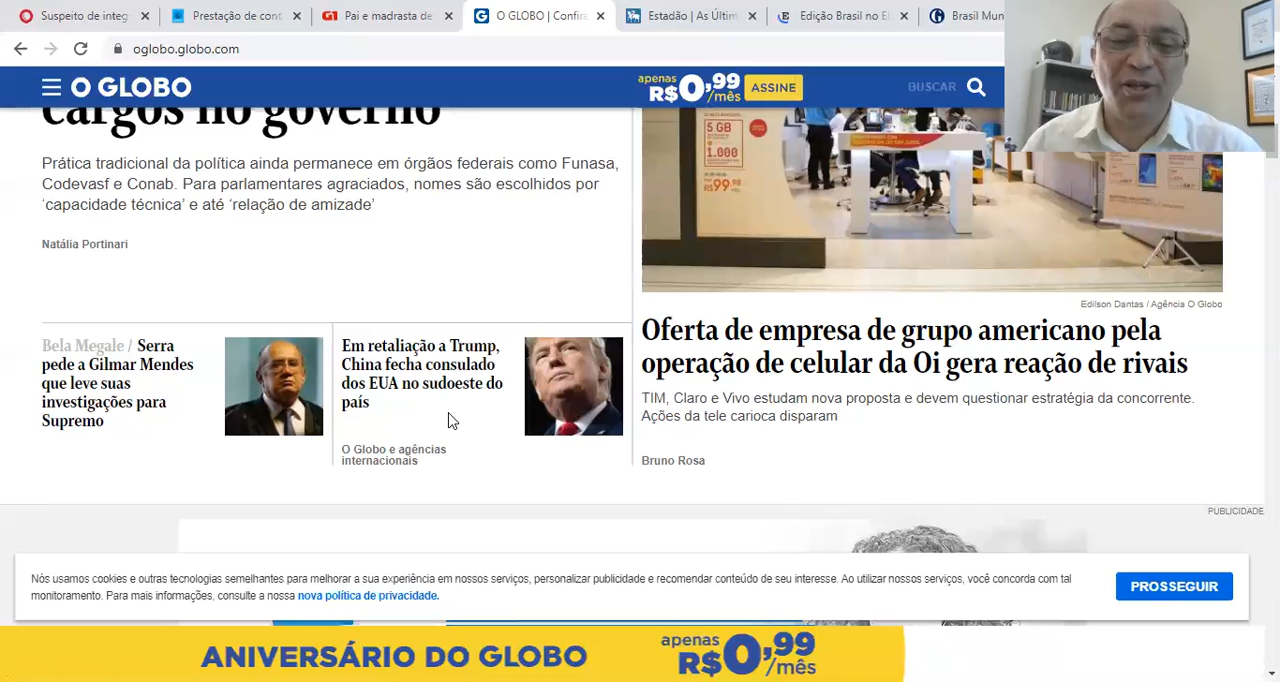 Suspeito de integ
Prestação de cont
G1 Pai e madrasta de
G O GLOBO | Confira
Estadão | As Últim
Edição Brasil no El
Brasil Mun
oglobo.globo.com
O GLOBO
apenas
R$0,99
/mês
ASSINE
BUSCAR
cargos no governo
Prática tradicional da política ainda permanece em órgãos federais como Funasa,
Codevasf e Conab. Para parlamentares agraciados, nomes são escolhidos por
‘capacidade técnica’ e até ‘relação de amizade’
Natália Portinari
5 GB
1.000
R$99,98
Edilson Dantas / Agência O Globo
Bela Megale / Serra
pede a Gilmar Mendes
que leve suas
investigações para
Supremo
Em retaliação a Trump,
China fecha consulado
dos EUA no sudoeste do
país
O Globo e agências
internacionais
Oferta de empresa de grupo americano pela
operação de celular da Oi gera reação de rivais
TIM, Claro e Vivo estudam nova proposta e devem questionar estratégia da concorrente.
Ações da tele carioca disparam
Bruno Rosa
PUBLICIDADE
Nós usamos cookies e outras tecnologias semelhantes para melhorar a sua experiência em nossos serviços, personalizar publicidade e recomendar conteúdo de seu interesse. Ao utilizar nossos serviços, você concorda com tal
monitoramento. Para mais informações, consulte a nossa nova política de privacidade.
PROSSEGUIR
ANIVERSÁRIO DO GLOBO
apenas
R$0,99
/mês